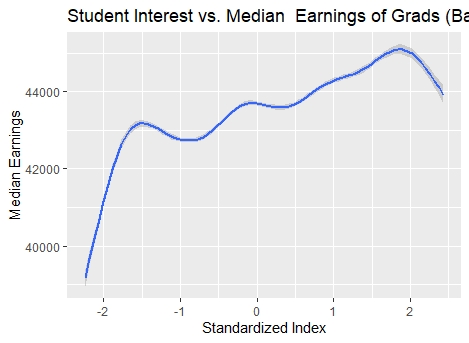 Student Interest vs. Median  Earnings of Grads (Ba
44000
42000
40000
Median Earnings
-2 -1 0 1 2
Standardized Index